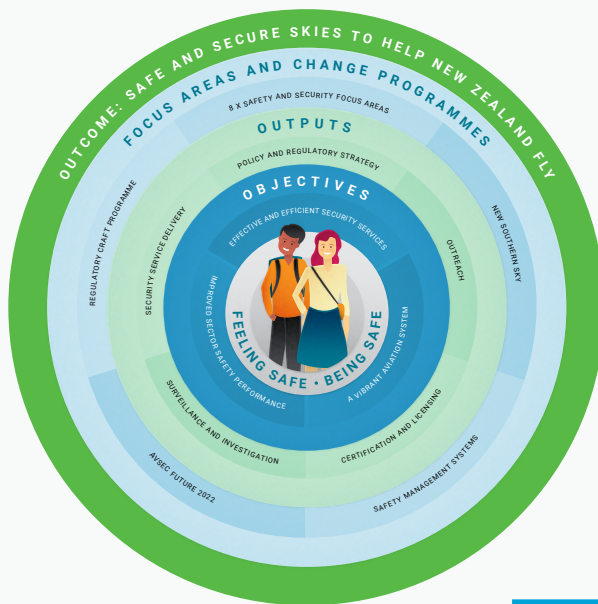 OUTCOME: SAFE AND SECURE SKIES TO HELP NEW ZEALAND FLY
FOCUS AREAS AND CHANGE PROGRAMMES
8 X SAFETY AND SECURITY FOCUS AREAS
NEW SOUTHERN SKY
SAFETY MANAGEMENT SYSTEMS
AVSEC FUTURE 2022
REGULATORY CRAFT PROGRAMME
OUTPUTS
POLICY AND REGULATORY STRATEGY
OUTREACH
CERTIFICATION AND LICENSING
SURVEILLANCE AND INVESTIGATION
SECURITY SERVICE DELIVERY
OBJECTIVES
EFFECTIVE AND EFFICIENT SECURITY SERVICES
A VIBRANT AVIATION SYSTEM
IMPROVED SECTOR SAFETY PERFORMANCE
FEELING SAFE • BEING SAFE